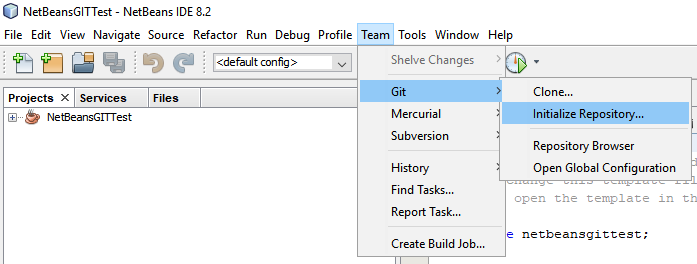 NetBeansGITTest - NetBeans IDE 8.2
File Edit View Navigate Source Refactor Run Debug Profile Team Tools Window Help
<default config>
Projects Services Files
NetBeansGITTest
Shelve Changes
Git
Mercurial
Subversion
History
Find Tasks...
Report Task...
Create Build Job...
Clone...
Initialize Repository...
Repository Browser
Open Global Configuration
change this template
open the template in th
e netbeansgittest;